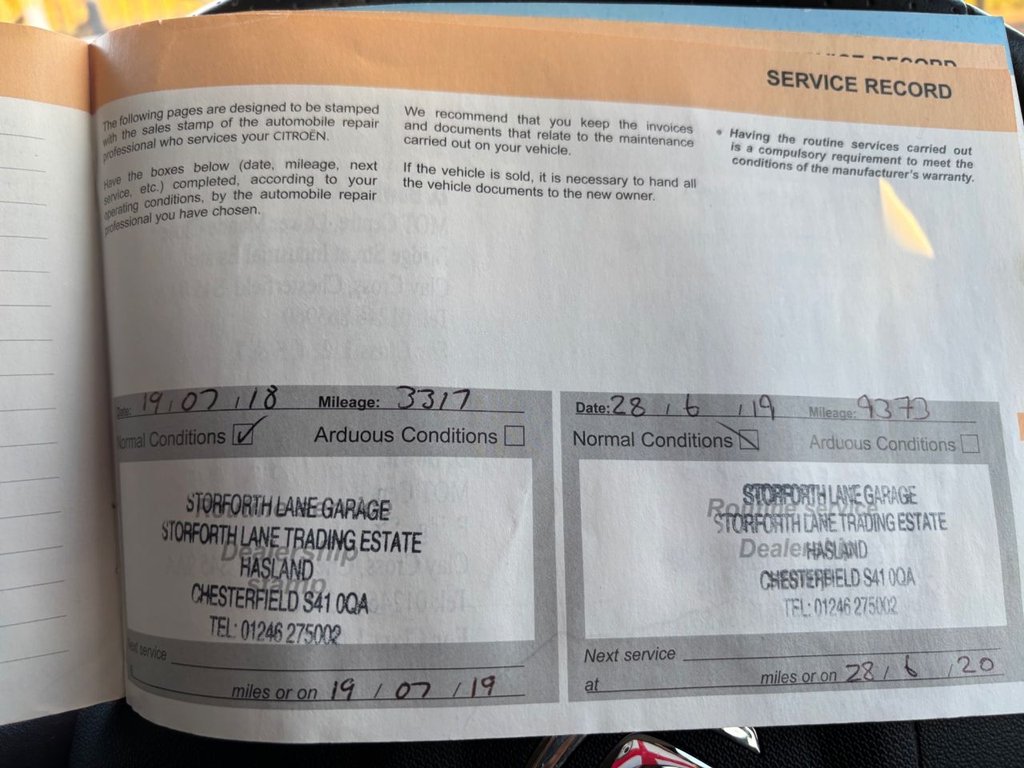 SERVICE RECORD
The following pages are designed to be stamped
with the sales stamp of the automobile repair
professional who services your CITROËN.
Have the boxes below (date, mileage, next
service, etc.) completed, according to your
operating conditions, by the automobile repair
professional you have chosen.
We recommend that you keep the invoices
and documents that relate to the maintenance
carried out on your vehicle.
If the vehicle is sold, it is necessary to hand all
the vehicle documents to the new owner.
• Having the routine services carried out
is a compulsory requirement to meet the
conditions of the manufacturer's warranty.
Date: 19 / 07 / 18 Mileage: 3317
Normal Conditions ☑ Arduous Conditions ☐
STORFORTH LANE GARAGE
STORFORTH LANE TRADING ESTATE
Dealership
HASLAND
stamp
CHESTERFIELD S41 0QA
TEL: 01246 275002
Next service
miles or on 19 / 07 / 19
Date: 28 / 6 / 19 Mileage: 9373
Normal Conditions ☑ Arduous Conditions ☐
STORFORTH LANE GARAGE
Routine service
STORFORTH LANE TRADING ESTATE
HASLAND
CHESTERFIELD S41 0QA
TEL: 01246 275002
Next service
at miles or on 28 / 6 / 20